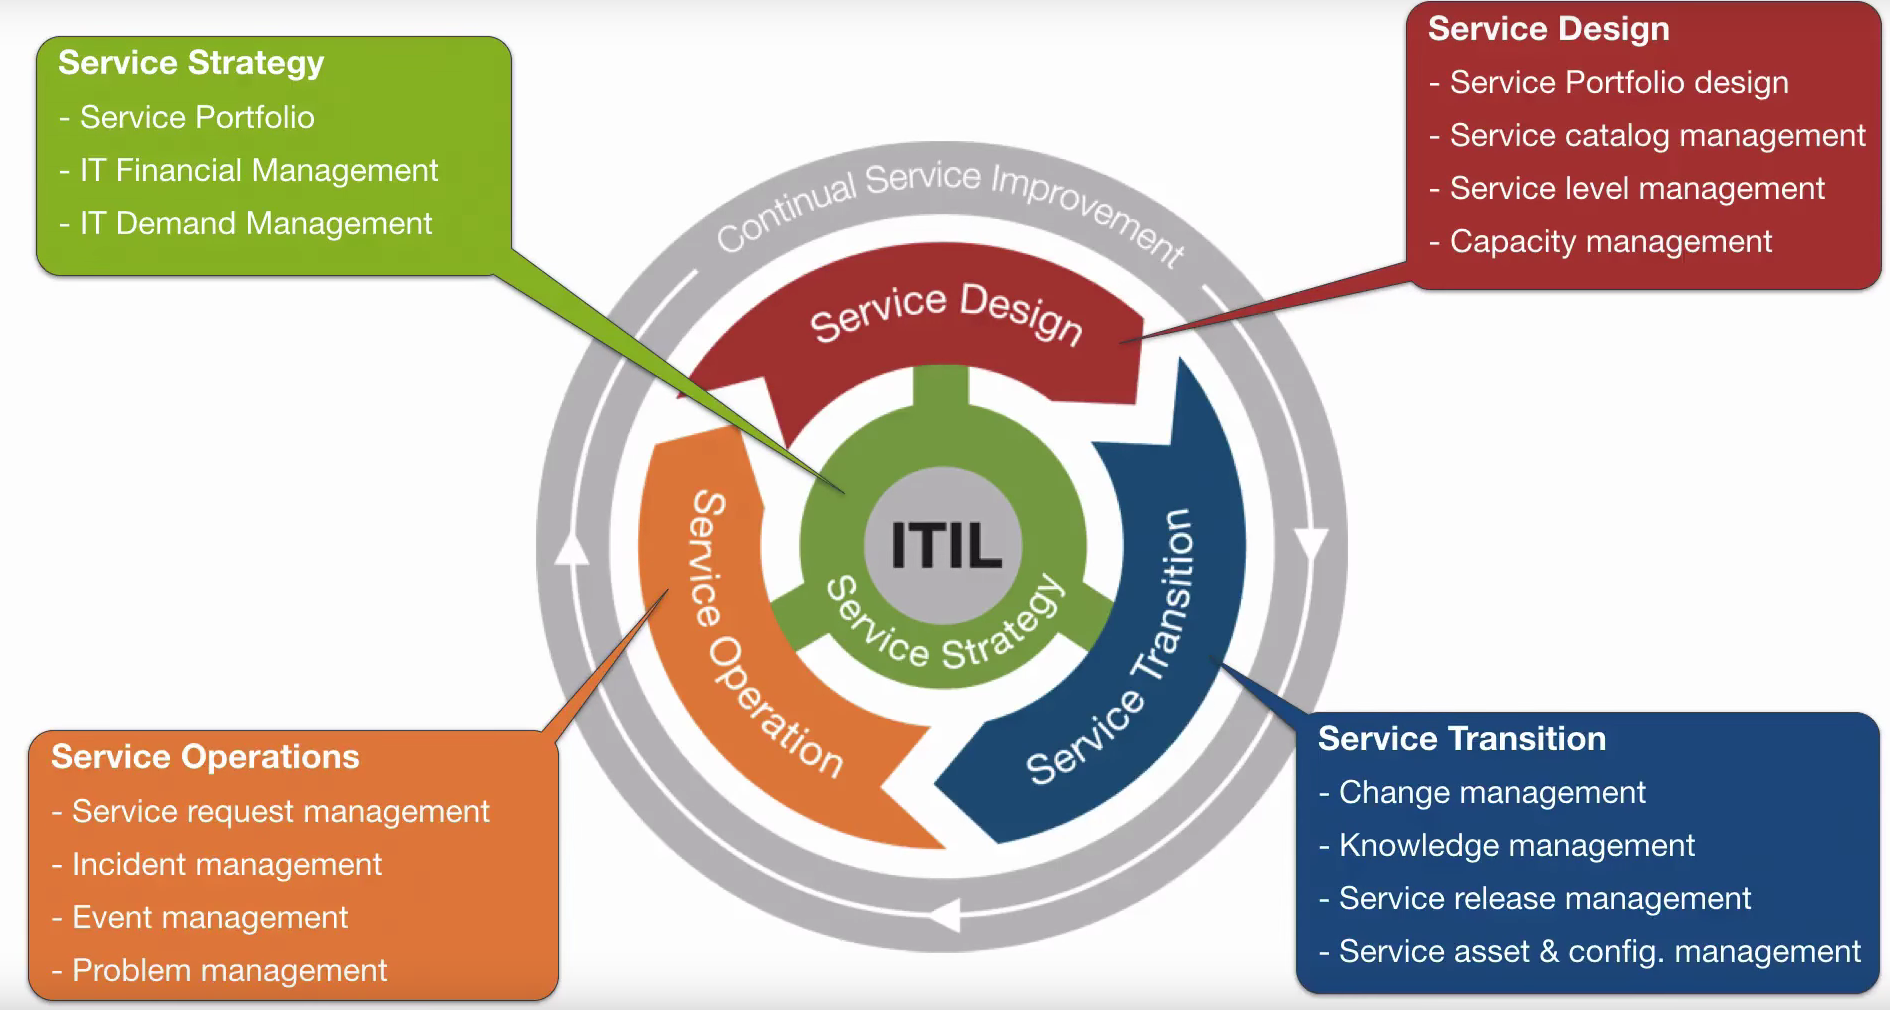 Service Strategy
- Service Portfolio
- IT Financial Management
- IT Demand Management
Service Design
- Service Portfolio design
- Service catalog management
- Service level management
- Capacity management
Continual Service Improvement
Service Design
Service Transition
Service Operation
Service Strategy
ITIL
Service Operations
- Service request management
- Incident management
- Event management
- Problem management
Service Transition
- Change management
- Knowledge management
- Service release management
- Service asset & config. management